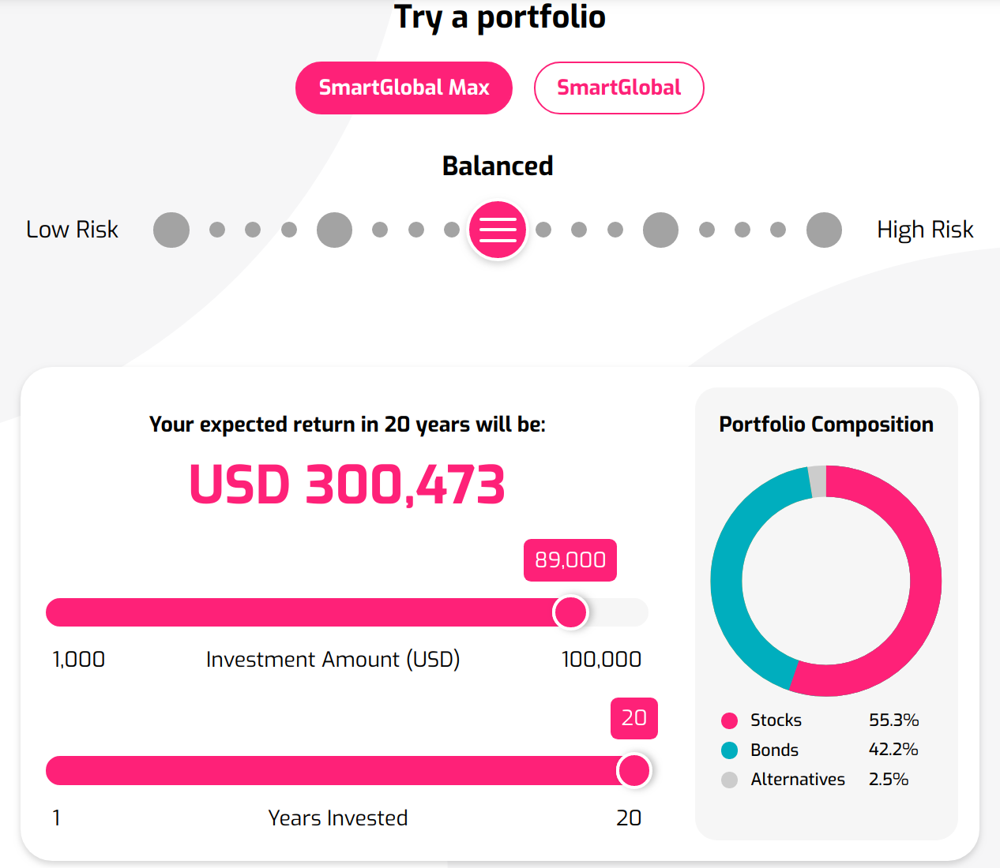 Try a portfolio
SmartGlobal Max
SmartGlobal
Balanced
Low Risk
High Risk
Your expected return in 20 years will be:
USD 300,473
89,000
1,000
Investment Amount (USD)
100,000
20
1
Years Invested
20
Portfolio Composition
Stocks 55.3%
Bonds 42.2%
Alternatives 2.5%